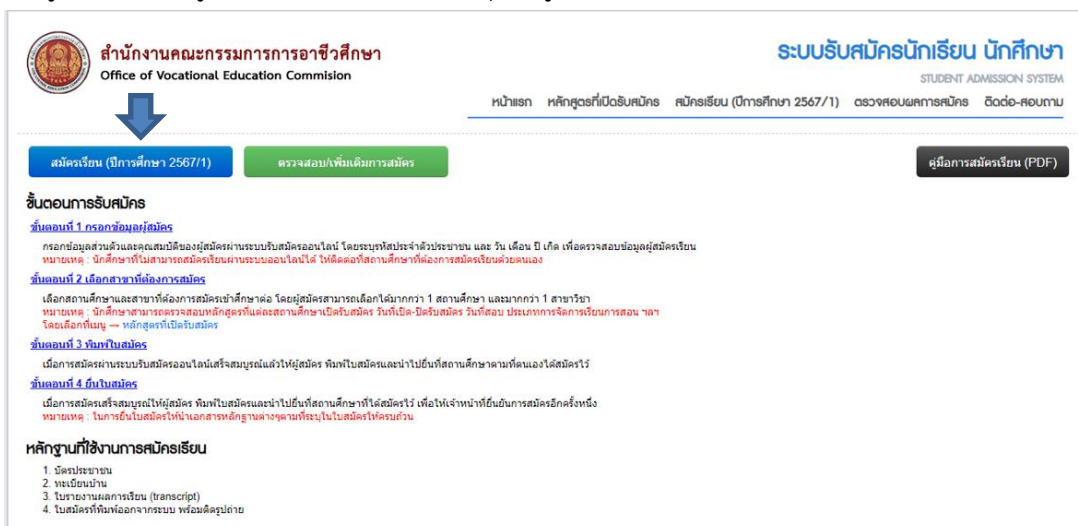 สำนักงานคณะกรรมการการอาชีวศึกษา
Office of Vocational Education Commision
ระบบรับสมัครนักเรียน นักศึกษา
STUDENT ADMISSION SYSTEM
หน้าแรก หลักสูตรที่เปิดรับสมัคร สมัครเรียน (ปีการศึกษา 2567/1) ตรวจสอบผลการสมัคร ติดต่อ-สอบถาม
สมัครเรียน (ปีการศึกษา 2567/1) ตรวจสอบ/เพิ่มเติมการสมัคร คู่มือการสมัครเรียน (PDF)
ขั้นตอนการรับสมัคร
ขั้นตอนที่ 1 กรอกข้อมูลผู้สมัคร
กรอกข้อมูลส่วนตัวและคุณสมบัติของผู้สมัครผ่านระบบรับสมัครออนไลน์ โดยระบุรหัสประจำตัวประชาชน และ วัน เดือน ปี เกิด เพื่อตรวจสอบข้อมูลผู้สมัครเรียน
หมายเหตุ : นักศึกษาที่ไม่สามารถสมัครเรียนผ่านระบบออนไลน์ได้ ให้ติดต่อที่สถานศึกษาที่ต้องการสมัครเรียนด้วยตนเอง
ขั้นตอนที่ 2 เลือกสาขาที่ต้องการสมัคร
เลือกสถานศึกษาและสาขาที่ต้องการสมัครเข้าศึกษาต่อ โดยผู้สมัครสามารถเลือกได้มากกว่า 1 สถานศึกษา และมากกว่า 1 สาขาวิชา
หมายเหตุ : นักศึกษาสามารถตรวจสอบหลักสูตรที่แต่ละสถานศึกษาเปิดรับสมัคร วันที่เปิด-ปิดรับสมัคร วันที่สอบ ประเภทการจัดการเรียนการสอน ฯลฯ
โดยเลือกที่เมนู → หลักสูตรที่เปิดรับสมัคร
ขั้นตอนที่ 3 พิมพ์ใบสมัคร
เมื่อการสมัครผ่านระบบรับสมัครออนไลน์เสร็จสมบูรณ์แล้วให้ผู้สมัคร พิมพ์ใบสมัครและนำไปยื่นที่สถานศึกษาตามที่ตนเองได้สมัครไว้
ขั้นตอนที่ 4 ยื่นใบสมัคร
เมื่อการสมัครเสร็จสมบูรณ์ให้ผู้สมัคร พิมพ์ใบสมัครและนำไปยื่นที่สถานศึกษาที่ได้สมัครไว้ เพื่อให้เจ้าหน้าที่ยืนยันการสมัครอีกครั้งหนึ่ง
หมายเหตุ : ในการยื่นใบสมัครให้นำเอกสารหลักฐานต่างๆตามที่ระบุในใบสมัครให้ครบถ้วน
หลักฐานที่ใช้งานการสมัครเรียน
1. บัตรประชาชน
2. ทะเบียนบ้าน
3. ใบรายงานผลการเรียน (transcript)
4. ใบสมัครที่พิมพ์ออกจากระบบ พร้อมติดรูปถ่าย